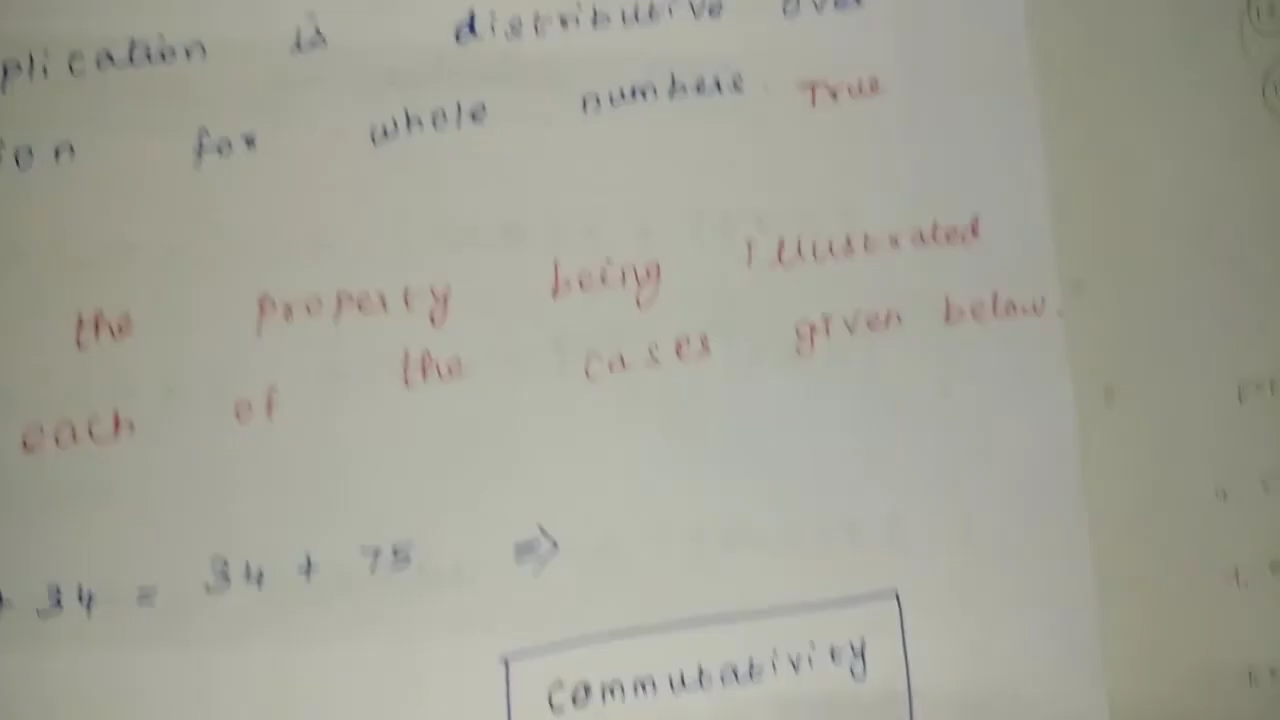 plication is distributive over
ion for whole numbers. True
the property being illustrated
each of the cases given below.
+ 34 = 34 + 75 ⇒
commutativity